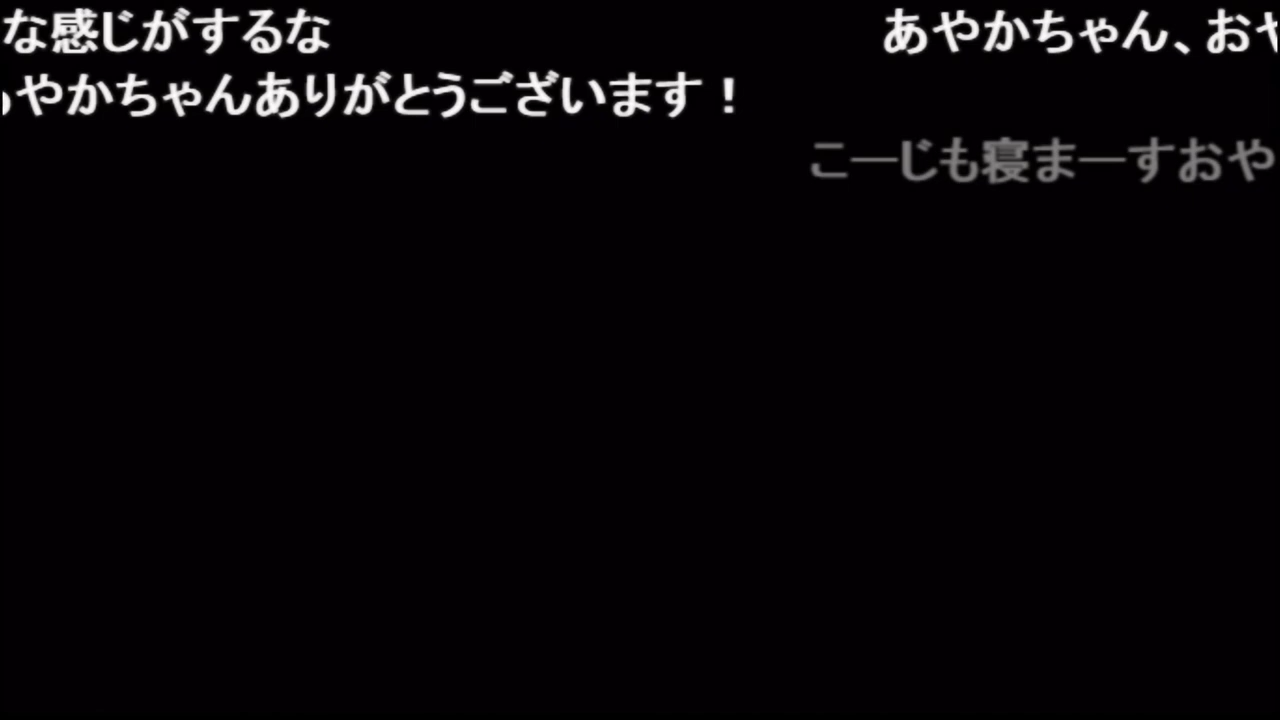 な感じがするな
あやかちゃん、おや
やかちゃんありがとうございます！
こーじも寝まーすおや